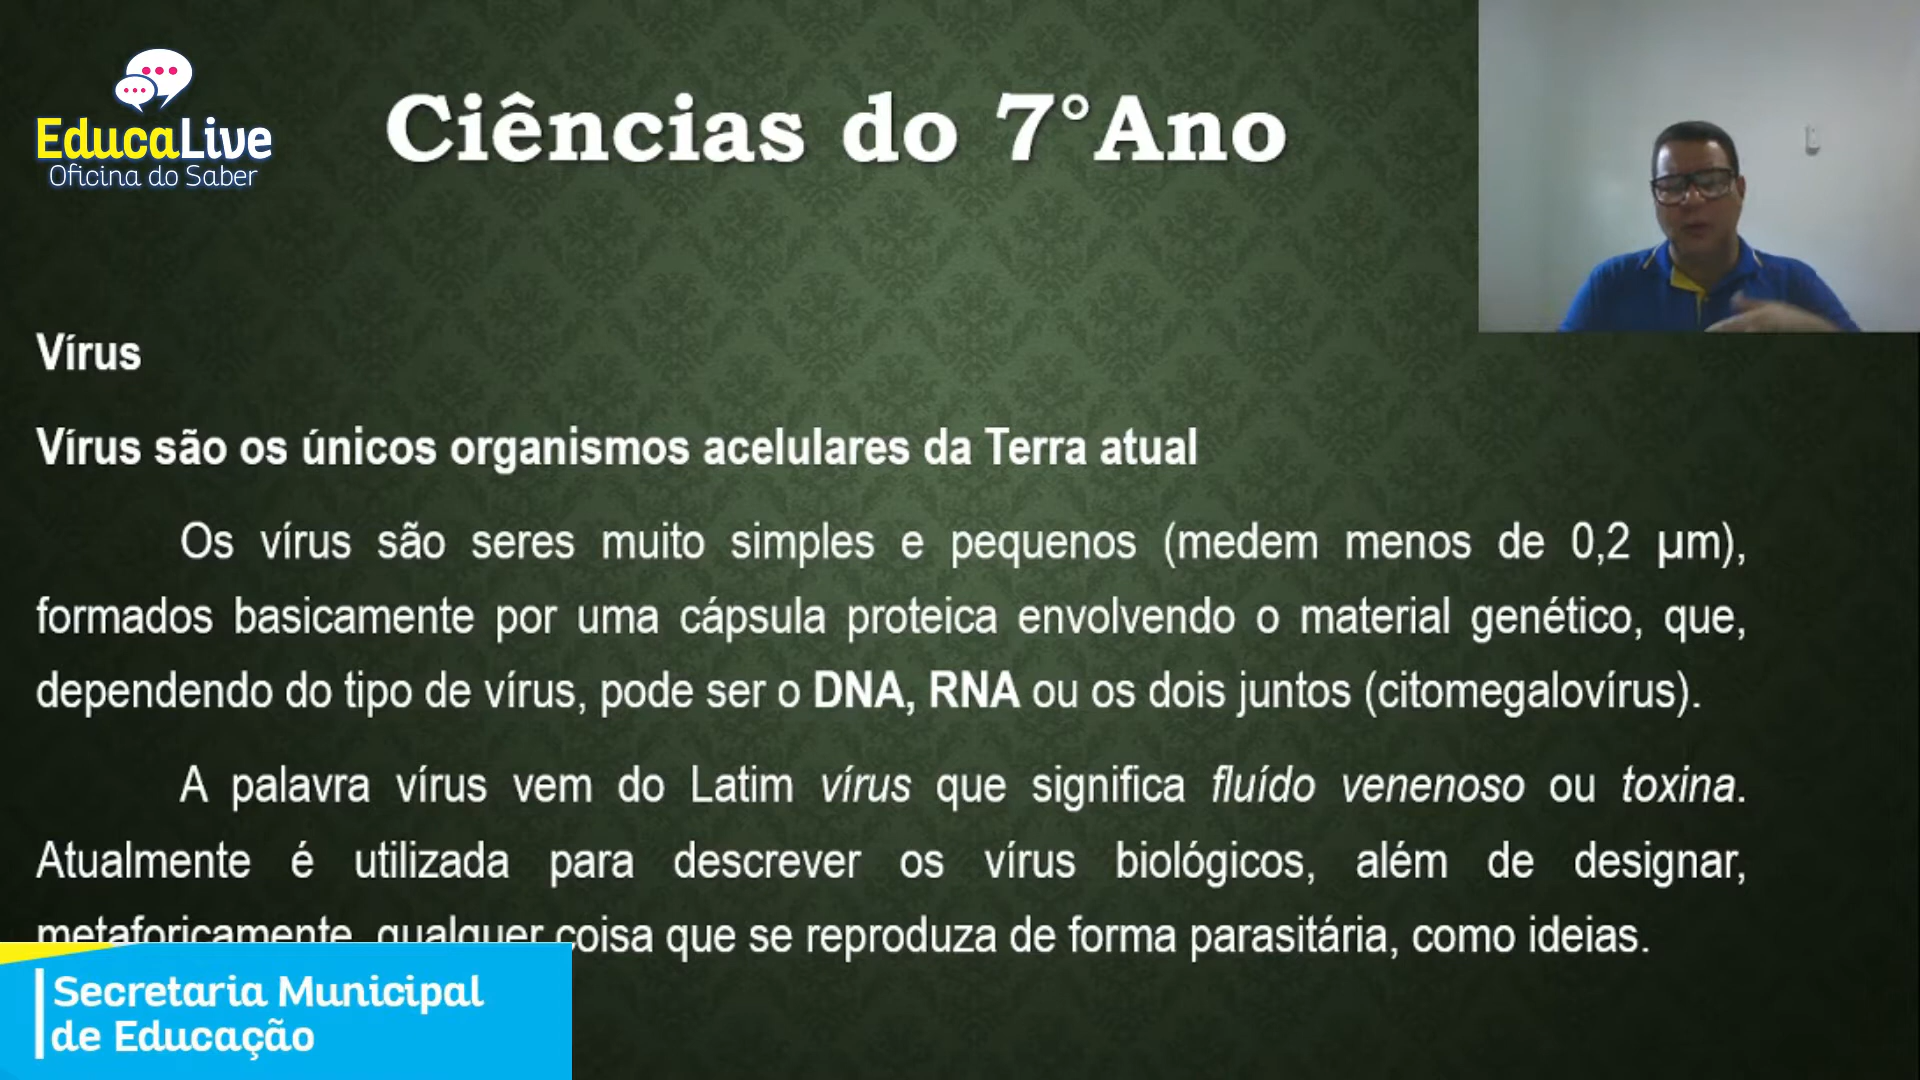 EducaLive
Oficina do Saber
Ciências do 7°Ano
Vírus
Vírus são os únicos organismos acelulares da Terra atual
Os vírus são seres muito simples e pequenos (medem menos de 0,2 μm),
formados basicamente por uma cápsula proteica envolvendo o material genético, que,
dependendo do tipo de vírus, pode ser o DNA, RNA ou os dois juntos (citomegalovírus).
A palavra vírus vem do Latim vírus que significa fluído venenoso ou toxina.
Atualmente é utilizada para descrever os vírus biológicos, além de designar,
metaforicamente, qualquer coisa que se reproduza de forma parasitária, como ideias.
Secretaria Municipal
de Educação